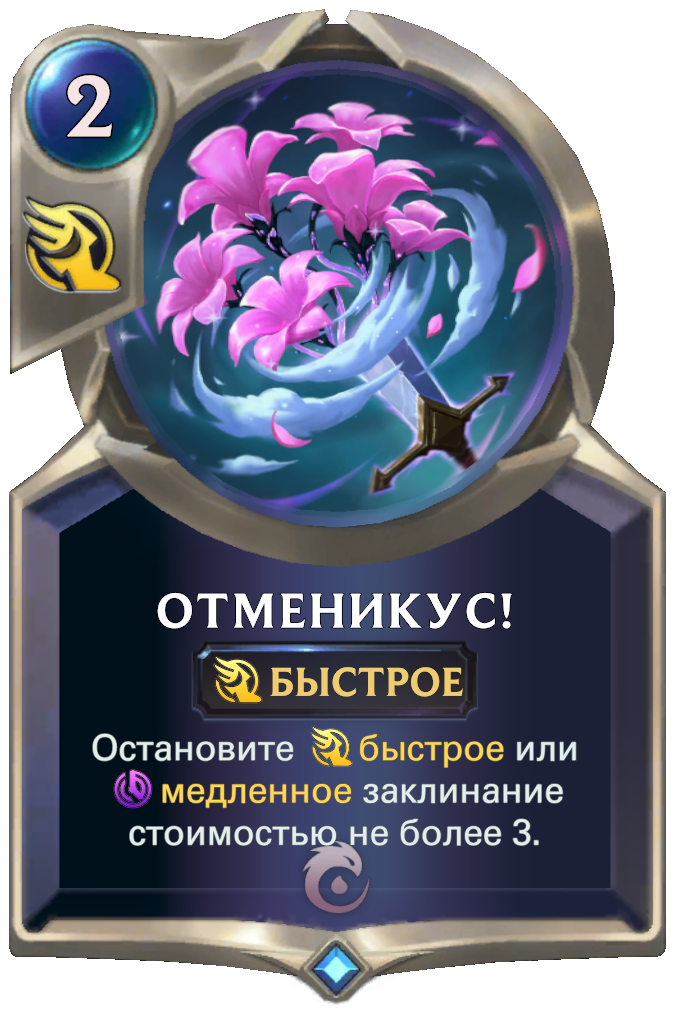 2
ОТМЕНИКУС!
БЫСТРОЕ
Остановите быстрое или
медленное заклинание
стоимостью не более 3.